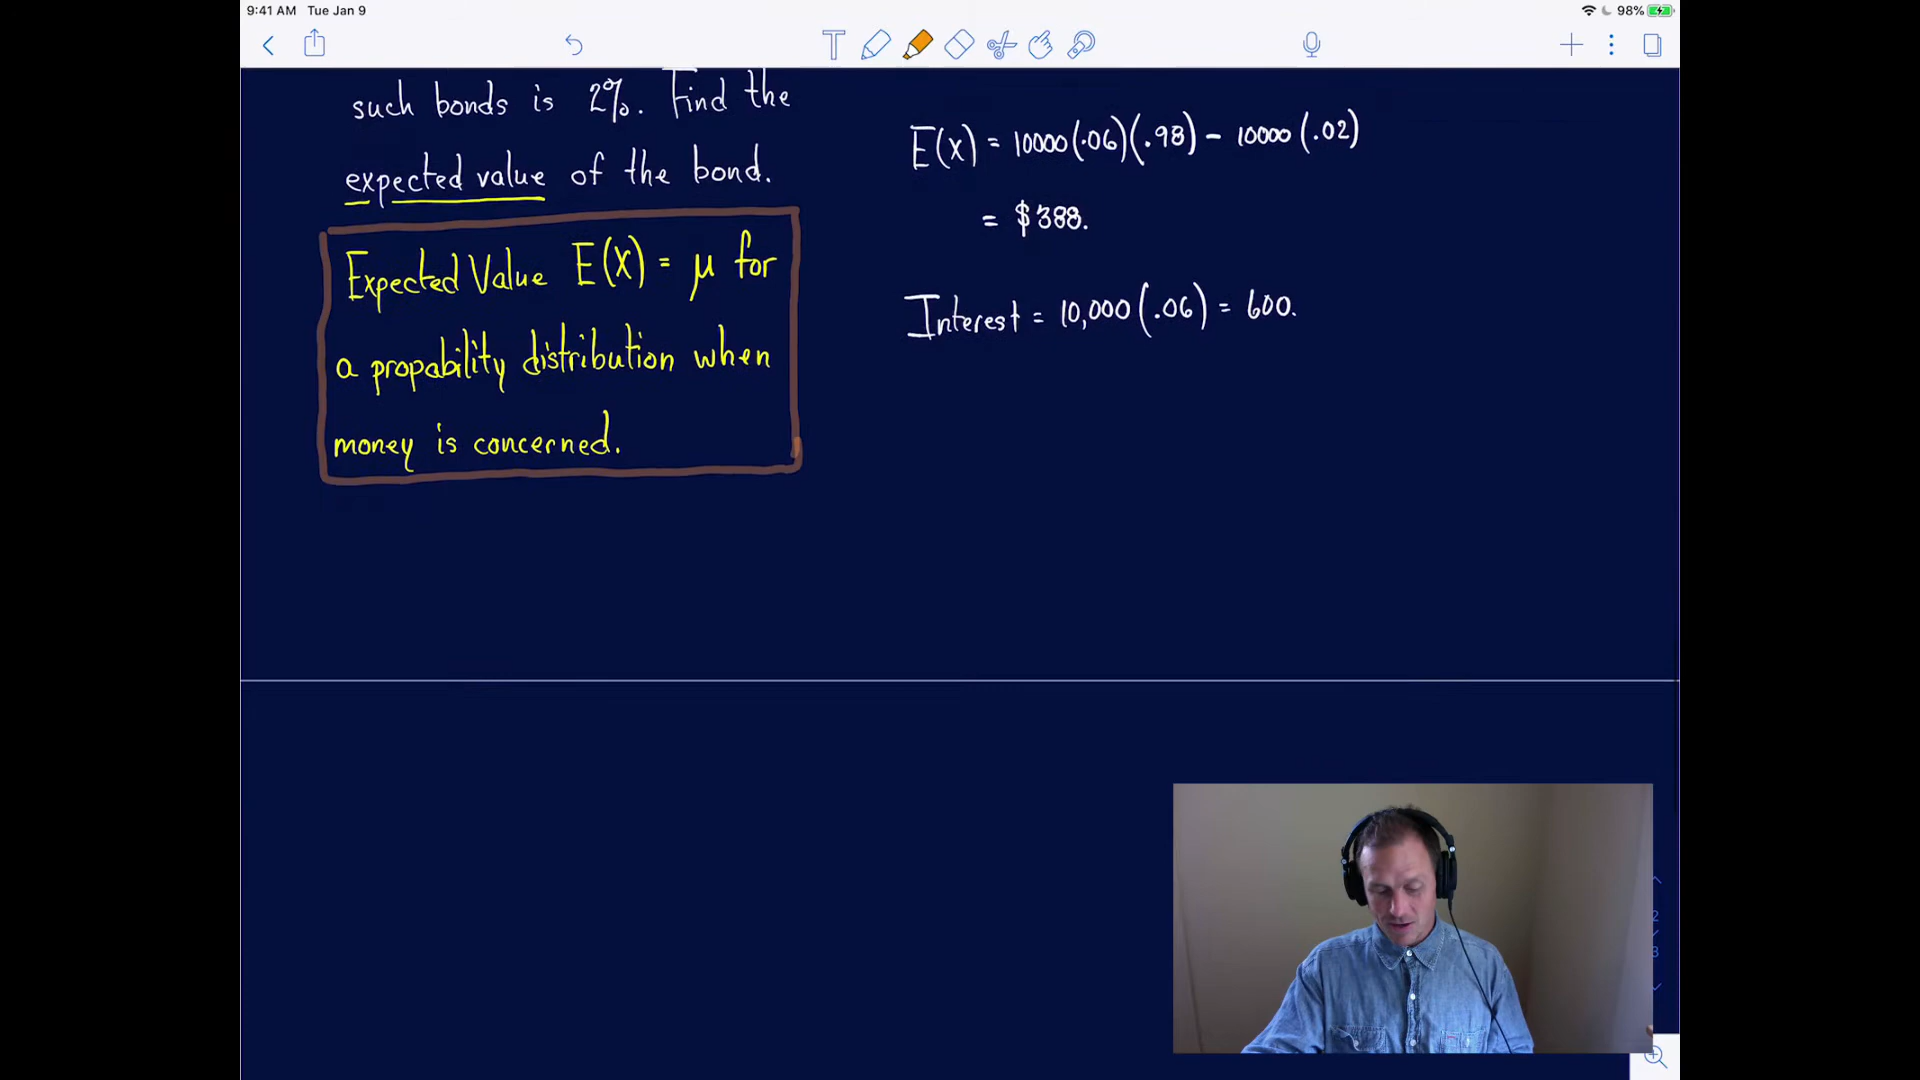 9:41 AM Tue Jan 9
98%
such bonds is 2%. Find the
expected value of the bond.
Expected Value E(X) = μ for
a propability distribution when
money is concerned.
E(X) = 10000(.06)(.98) - 10000(.02)
= $388.
Interest = 10,000(.06) = 600.
2
3